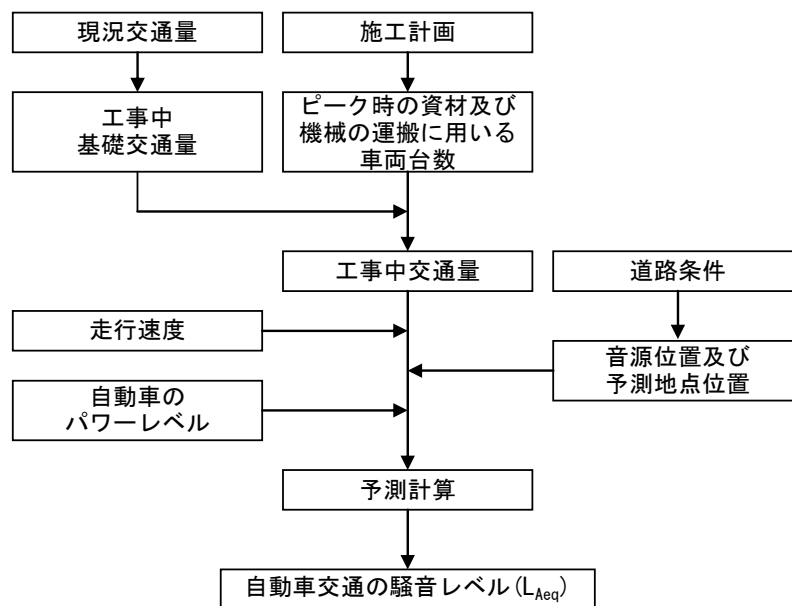 現況交通量
施工計画
工事中
基礎交通量
ピーク時の資材及び
機械の運搬に用いる
車両台数
工事中交通量
道路条件
走行速度
音源位置及び
予測地点位置
自動車の
パワーレベル
予測計算
自動車交通の騒音レベル(LAeq)